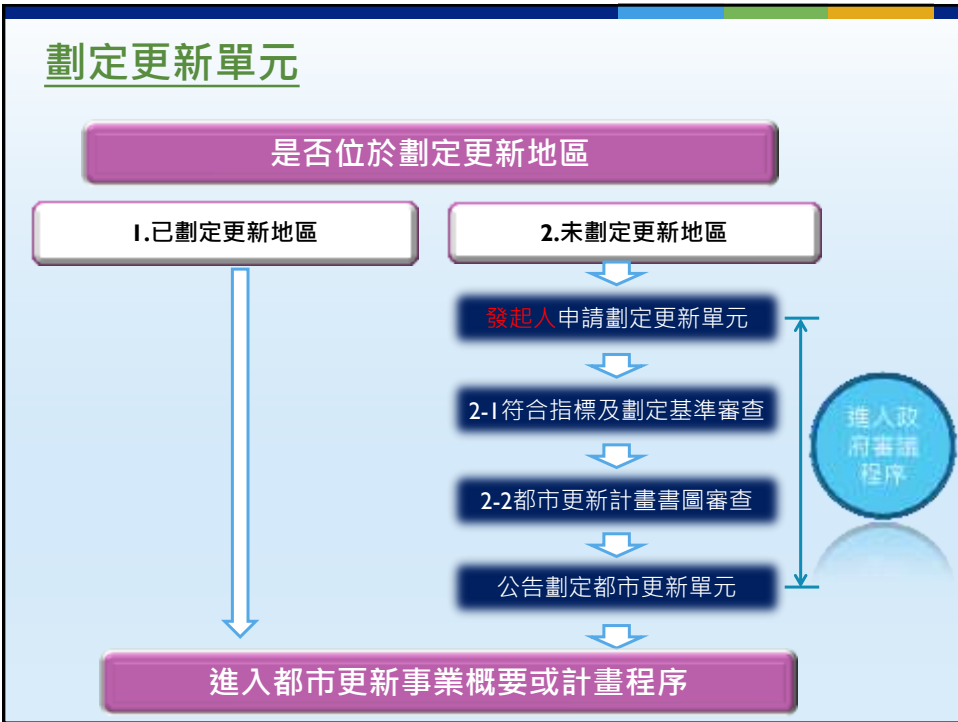 劃定更新單元
是否位於劃定更新地區
1.已劃定更新地區
2.未劃定更新地區
發起人申請劃定更新單元
2-1符合指標及劃定基準審查
2-2都市更新計畫書圖審查
公告劃定都市更新單元
進入政
府審議
程序
進入都市更新事業概要或計畫程序